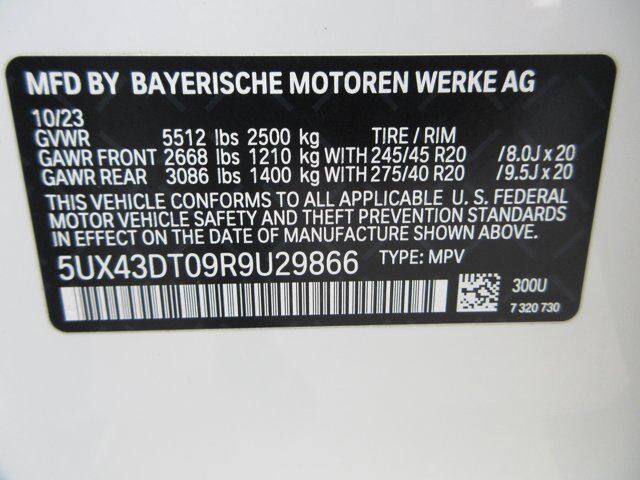 MFD BY BAYERISCHE MOTOREN WERKE AG
10/23
GVWR 5512 lbs 2500 kg TIRE / RIM
GAWR FRONT 2668 lbs 1210 kg WITH 245/45 R20 /8.0J x 20
GAWR REAR 3086 lbs 1400 kg WITH 275/40 R20 /9.5J x 20
THIS VEHICLE CONFORMS TO ALL APPLICABLE U. S. FEDERAL
MOTOR VEHICLE SAFETY AND THEFT PREVENTION STANDARDS
IN EFFECT ON THE DATE OF MANUFACTURE SHOWN ABOVE.
5UX43DT09R9U29866 TYPE: MPV
300U
7 320 730